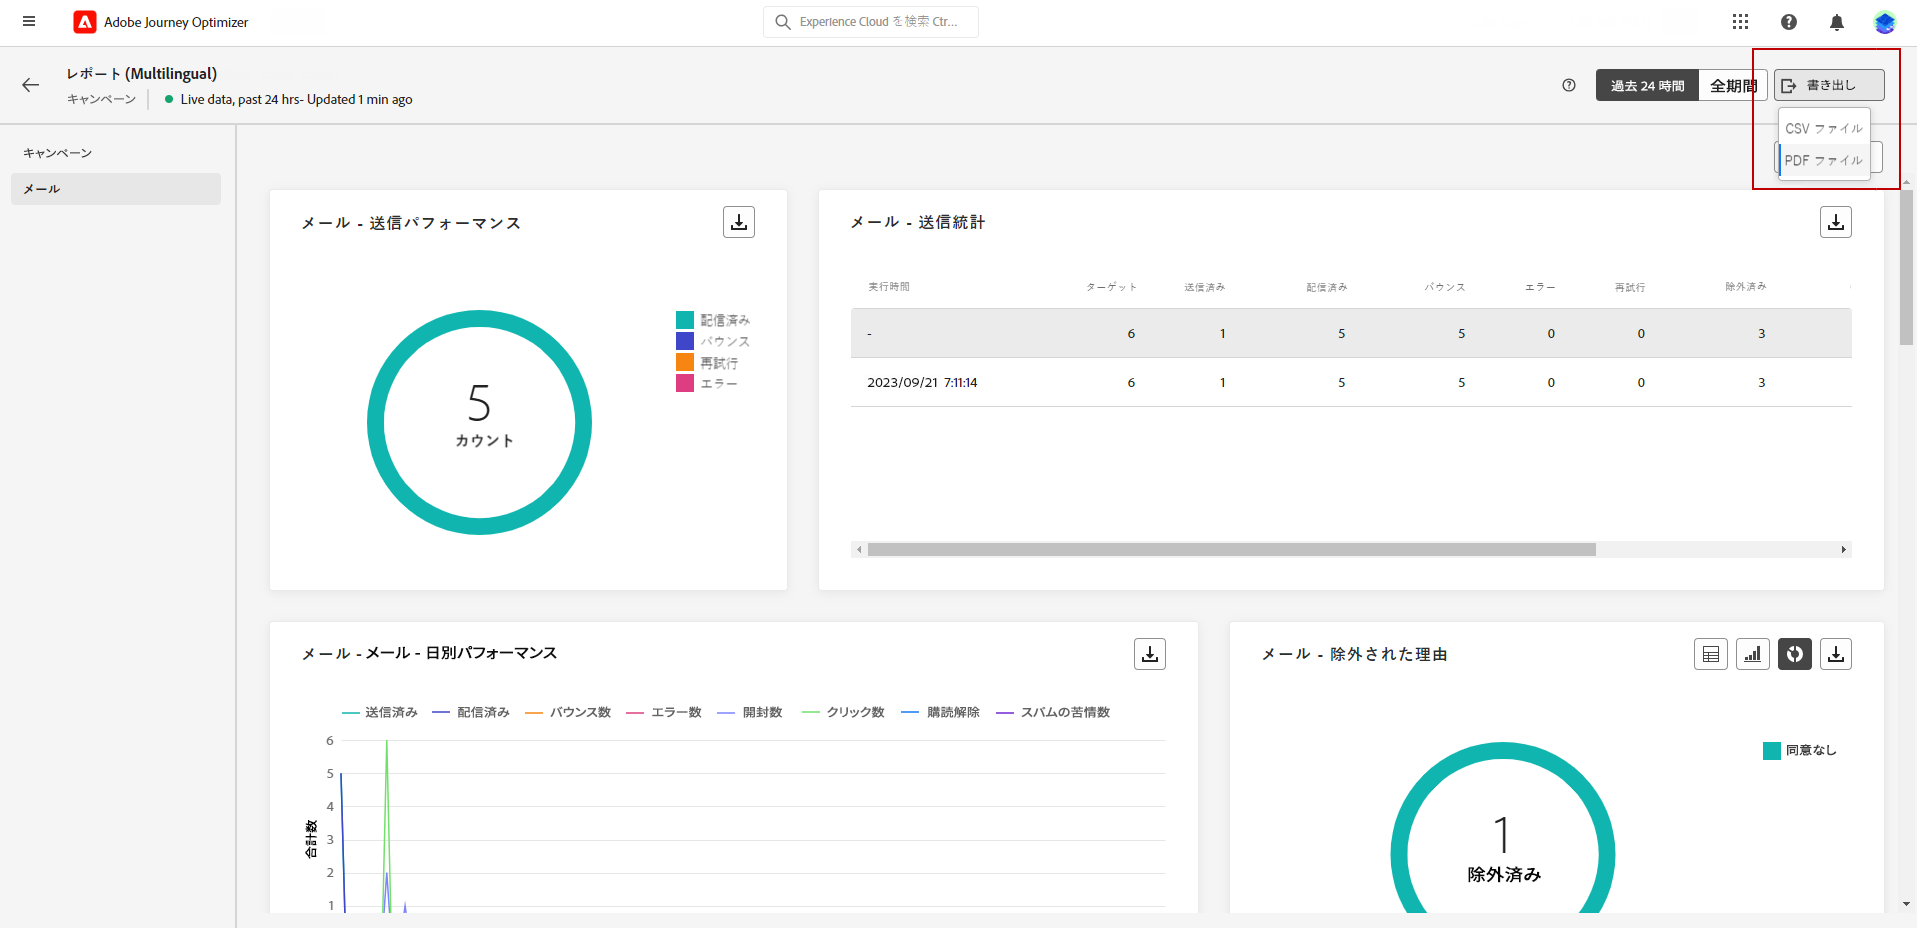 Adobe Journey Optimizer
Experience Cloud を検索 Ctr...
レポート (Multilingual)
キャンペーン
Live data, past 24 hrs- Updated 1 min ago
過去 24 時間
全期間
書き出し
CSV ファイル
PDF ファイル
キャンペーン
メール
メール - 送信パフォーマンス
配信済み
バウンス
再試行
エラー
5
カウント
メール - 送信統計
実行時間 ターゲット 送信済み 配信済み バウンス エラー 再試行 除外済み
- 6 1 5 5 0 0 3
2023/09/21 7:11:14 6 1 5 5 0 0 3
メール - メール - 日別パフォーマンス
送信済み 配信済み バウンス数 エラー数 開封数 クリック数 購読解除 スパムの苦情数
合計数
6
5
4
3
2
1
メール - 除外された理由
同意なし
1
除外済み